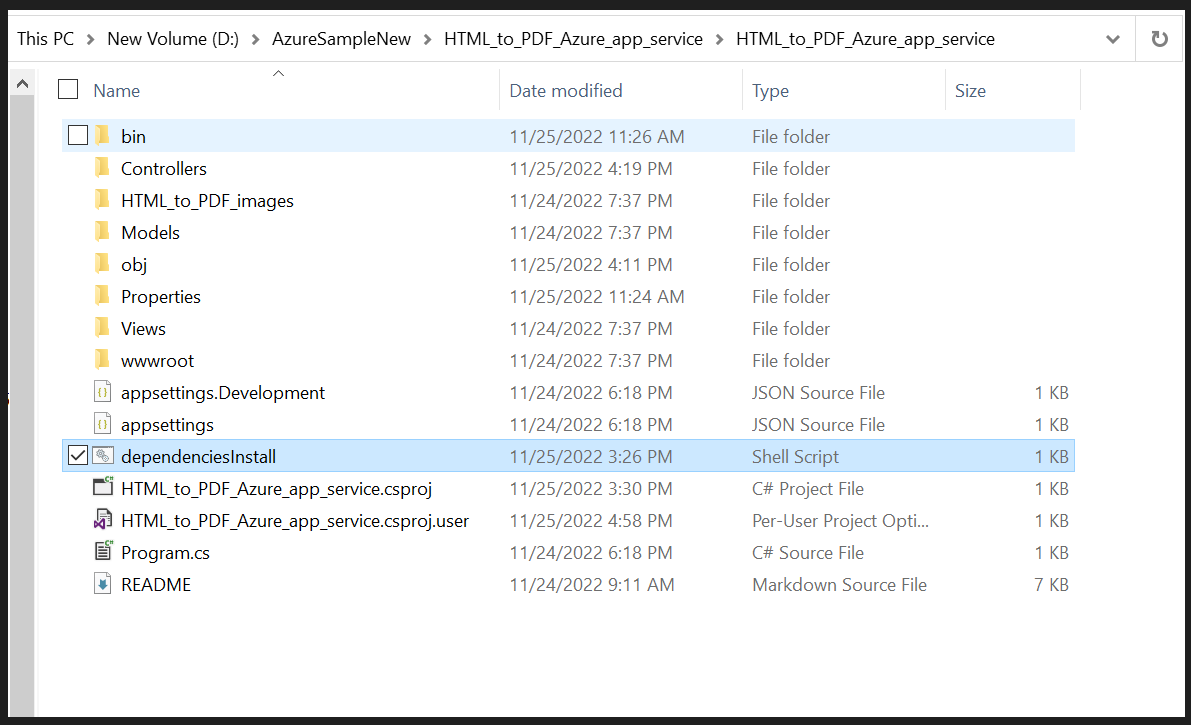 This PC > New Volume (D:) > AzureSampleNew > HTML_to_PDF_Azure_app_service > HTML_to_PDF_Azure_app_service
Name Date modified Type Size
bin 11/25/2022 11:26 AM File folder
Controllers 11/25/2022 4:19 PM File folder
HTML_to_PDF_images 11/24/2022 7:37 PM File folder
Models 11/24/2022 7:37 PM File folder
obj 11/25/2022 4:11 PM File folder
Properties 11/25/2022 11:24 AM File folder
Views 11/24/2022 7:37 PM File folder
wwwroot 11/24/2022 7:37 PM File folder
appsettings.Development 11/24/2022 6:18 PM JSON Source File 1 KB
appsettings 11/24/2022 6:18 PM JSON Source File 1 KB
dependenciesInstall 11/25/2022 3:26 PM Shell Script 1 KB
HTML_to_PDF_Azure_app_service.csproj 11/25/2022 3:30 PM C# Project File 1 KB
HTML_to_PDF_Azure_app_service.csproj.user 11/25/2022 4:58 PM Per-User Project Opti... 1 KB
Program.cs 11/24/2022 6:18 PM C# Source File 1 KB
README 11/24/2022 9:11 AM Markdown Source File 7 KB